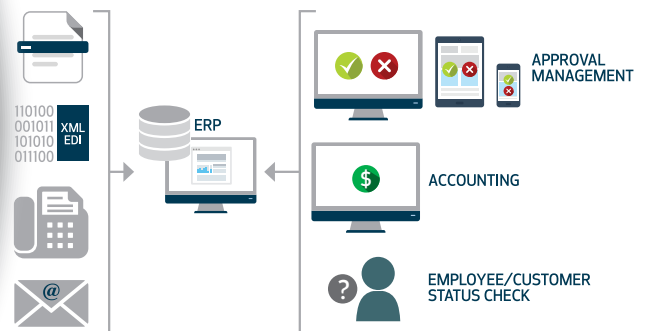 110100
001011
101010
011100
XML
EDI
@
ERP
APPROVAL
MANAGEMENT
$
ACCOUNTING
?
EMPLOYEE/CUSTOMER
STATUS CHECK